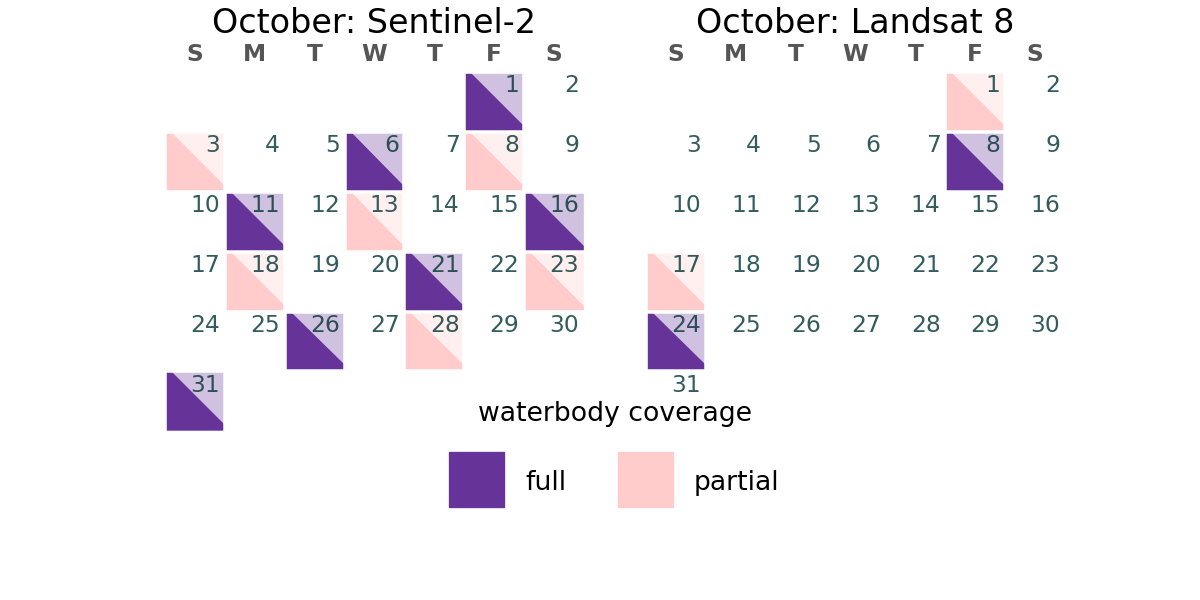 October: Sentinel-2
S M T W T F S
1 2
3 4 5 6 7 8 9
10 11 12 13 14 15 16
17 18 19 20 21 22 23
24 25 26 27 28 29 30
31
October: Landsat 8
S M T W T F S
1 2
3 4 5 6 7 8 9
10 11 12 13 14 15 16
17 18 19 20 21 22 23
24 25 26 27 28 29 30
31
waterbody coverage
full partial